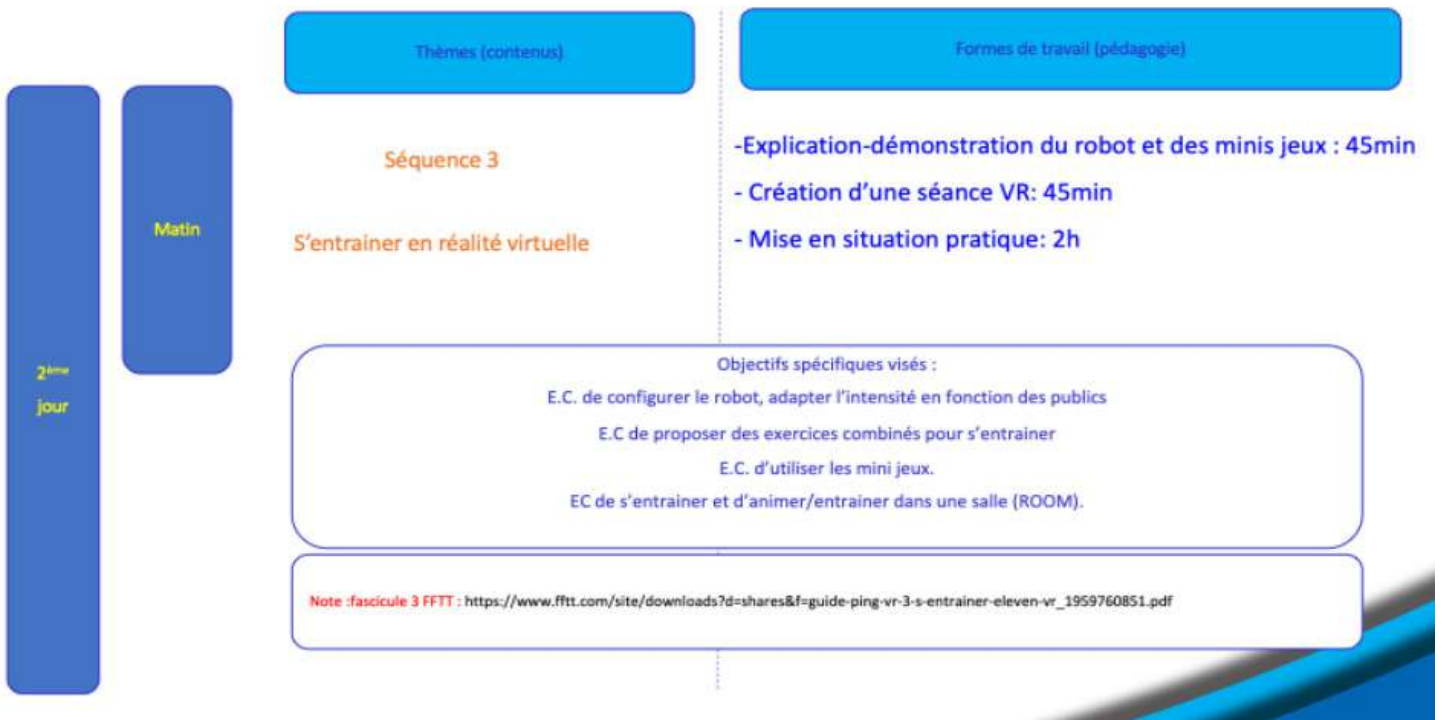 Thèmes (contenus)
Formes de travail (pédagogie)
2ème
jour
Matin
Séquence 3
S'entrainer en réalité virtuelle
-Explication-démonstration du robot et des minis jeux : 45min
- Création d'une séance VR: 45min
- Mise en situation pratique: 2h
Objectifs spécifiques visés :
E.C. de configurer le robot, adapter l'intensité en fonction des publics
E.C de proposer des exercices combinés pour s'entrainer
E.C. d'utiliser les mini jeux.
EC de s'entrainer et d'animer/entrainer dans une salle (ROOM).
Note :fascicule 3 FFTT : https://www.fftt.com/site/downloads?d=shares&f=guide-ping-vr-3-s-entrainer-eleven-vr_1959760851.pdf